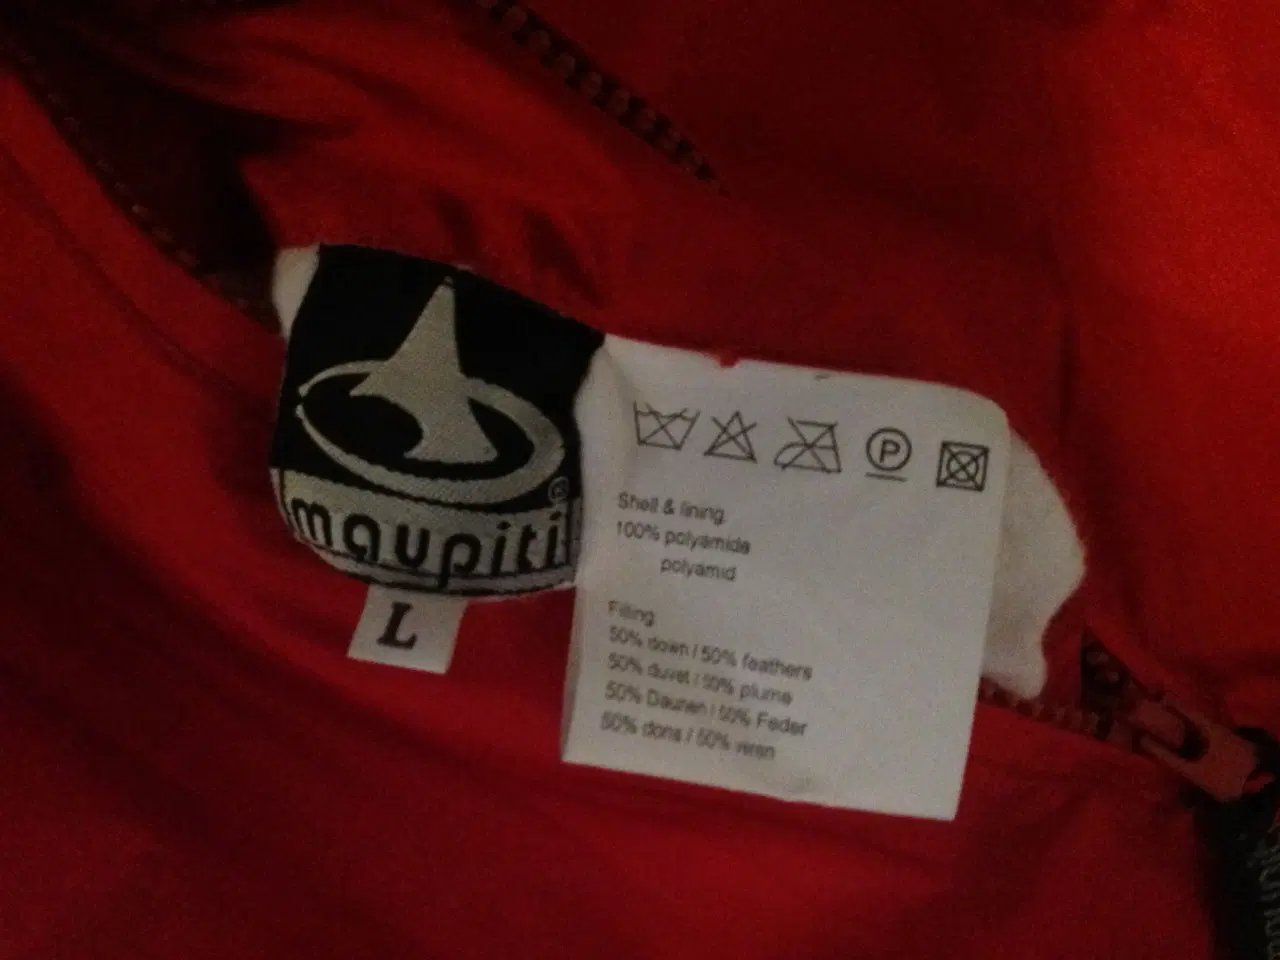 maupiti
®
L
P
Shell & lining
100% polyamide
polyamid
Filling
50% down / 50% feathers
50% duvet / 50% plume
50% Daunen / 50% Feder
50% dons / 50% veren
maupiti